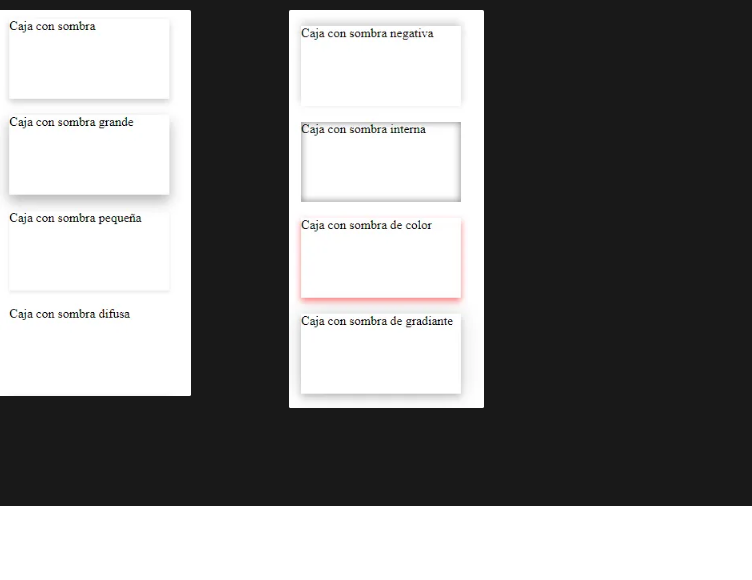 Caja con sombra
Caja con sombra grande
Caja con sombra pequeña
Caja con sombra difusa
Caja con sombra negativa
Caja con sombra interna
Caja con sombra de color
Caja con sombra de gradiante